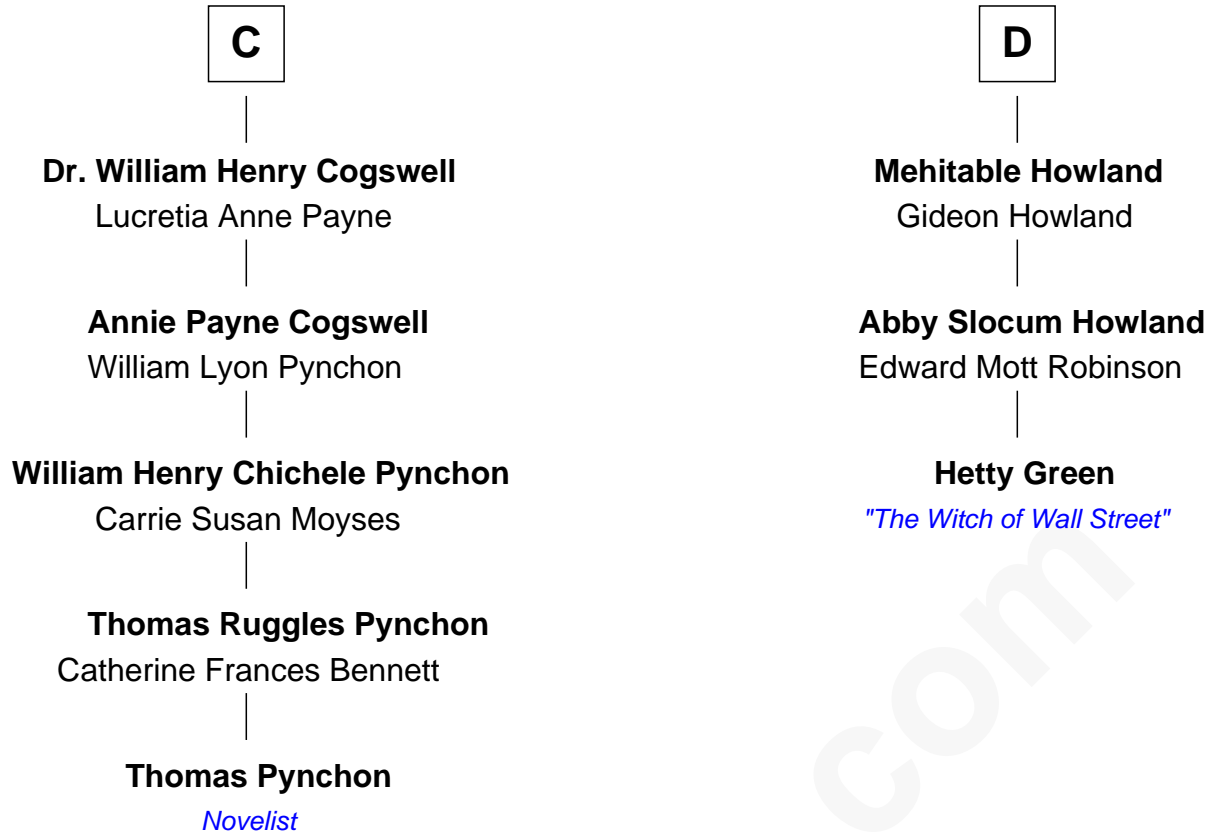 C
Dr. William Henry Cogswell
Lucretia Anne Payne
Annie Payne Cogswell
William Lyon Pynchon
William Henry Chichele Pynchon
Carrie Susan Moyses
Thomas Ruggles Pynchon
Catherine Frances Bennett
Thomas Pynchon
Novelist
D
Mehitable Howland
Gideon Howland
Abby Slocum Howland
Edward Mott Robinson
Hetty Green
"The Witch of Wall Street"
com